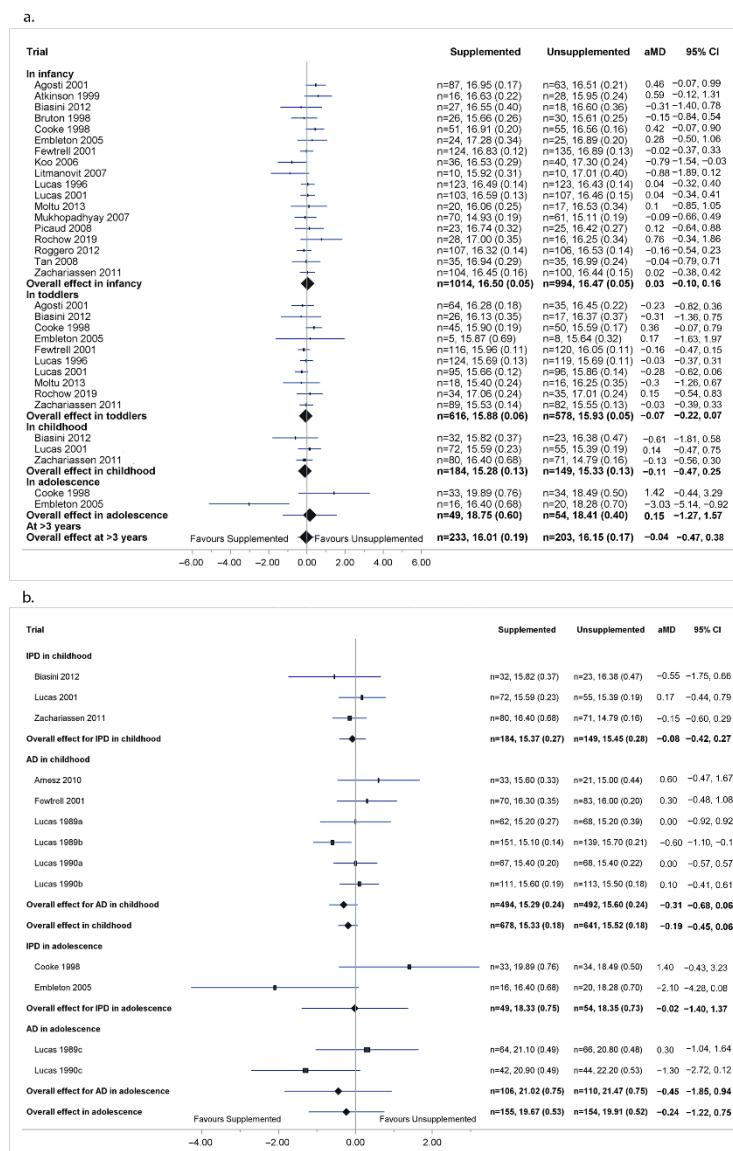 a.
Trial Supplemented Unsupplemented aMD 95% CI
In infancy
Agosti 2001 n=87, 16.95 (0.17) n=63, 16.51 (0.21) 0.46 −0.07, 0.99
Atkinson 1999 n=16, 16.63 (0.22) n=28, 15.95 (0.24) 0.59 −0.12, 1.31
Biasini 2012 n=27, 16.55 (0.40) n=18, 16.60 (0.36) −0.31 −1.40, 0.78
Bruton 1998 n=26, 15.66 (0.26) n=30, 15.61 (0.25) −0.15 −0.84, 0.54
Cooke 1998 n=51, 16.91 (0.20) n=55, 16.56 (0.16) 0.42 −0.07, 0.90
Embleton 2005 n=24, 17.28 (0.34) n=25, 16.89 (0.20) 0.28 −0.50, 1.06
Fewtrell 2001 n=124, 16.83 (0.12) n=135, 16.89 (0.13) −0.02 −0.37, 0.33
Koo 2006 n=36, 16.53 (0.29) n=40, 17.30 (0.24) −0.79 −1.54, −0.03
Litmanovit 2007 n=10, 15.92 (0.31) n=10, 17.01 (0.40) −0.88 −1.89, 0.12
Lucas 1996 n=123, 16.49 (0.14) n=123, 16.43 (0.14) 0.04 −0.32, 0.40
Lucas 2001 n=103, 16.59 (0.13) n=107, 16.46 (0.15) 0.04 −0.34, 0.41
Moltu 2013 n=20, 16.06 (0.25) n=17, 16.53 (0.34) 0.1 −0.85, 1.05
Mukhopadhyay 2007 n=70, 14.93 (0.19) n=61, 15.11 (0.19) −0.09 −0.66, 0.49
Picaud 2008 n=23, 16.74 (0.32) n=25, 16.42 (0.27) 0.12 −0.64, 0.88
Rochow 2019 n=28, 17.00 (0.35) n=16, 16.25 (0.34) 0.76 −0.34, 1.86
Roggero 2012 n=107, 16.32 (0.14) n=106, 16.53 (0.14) −0.16 −0.54, 0.23
Tan 2008 n=35, 16.94 (0.29) n=35, 16.99 (0.24) −0.04 −0.79, 0.71
Zachariassen 2011 n=104, 16.45 (0.16) n=100, 16.44 (0.15) 0.02 −0.38, 0.42
Overall effect in infancy n=1014, 16.50 (0.05) n=994, 16.47 (0.05) 0.03 −0.10, 0.16
In toddlers
Agosti 2001 n=64, 16.28 (0.18) n=35, 16.45 (0.22) −0.23 −0.82, 0.36
Biasini 2012 n=26, 16.13 (0.35) n=17, 16.37 (0.37) −0.31 −1.36, 0.75
Cooke 1998 n=45, 15.90 (0.19) n=50, 15.59 (0.17) 0.36 −0.07, 0.79
Embleton 2005 n=5, 15.87 (0.69) n=8, 15.64 (0.32) 0.17 −1.63, 1.97
Fewtrell 2001 n=116, 15.96 (0.11) n=120, 16.05 (0.11) −0.16 −0.47, 0.15
Lucas 1996 n=124, 15.69 (0.13) n=119, 15.69 (0.11) −0.03 −0.37, 0.31
Lucas 2001 n=95, 15.66 (0.12) n=96, 15.86 (0.14) −0.28 −0.62, 0.06
Moltu 2013 n=18, 15.40 (0.24) n=16, 16.25 (0.35) −0.3 −1.26, 0.67
Rochow 2019 n=34, 17.06 (0.24) n=35, 17.01 (0.24) 0.15 −0.54, 0.83
Zachariassen 2011 n=89, 15.53 (0.14) n=82, 15.55 (0.13) −0.03 −0.39, 0.33
Overall effect in toddlers n=616, 15.88 (0.06) n=578, 15.93 (0.05) −0.07 −0.22, 0.07
In childhood
Biasini 2012 n=32, 15.82 (0.37) n=23, 16.38 (0.47) −0.61 −1.81, 0.58
Lucas 2001 n=72, 15.59 (0.23) n=55, 15.39 (0.19) 0.14 −0.47, 0.75
Zachariassen 2011 n=80, 16.40 (0.68) n=71, 14.79 (0.16) −0.13 −0.56, 0.30
Overall effect in childhood n=184, 15.28 (0.13) n=149, 15.33 (0.13) −0.11 −0.47, 0.25
In adolescence
Cooke 1998 n=33, 19.89 (0.76) n=34, 18.49 (0.50) 1.42 −0.44, 3.29
Embleton 2005 n=16, 16.40 (0.68) n=20, 18.28 (0.70) −3.03 −5.14, −0.92
Overall effect in adolescence n=49, 18.75 (0.60) n=54, 18.41 (0.40) 0.15 −1.27, 1.57
At >3 years
Overall effect at >3 years Favours Supplemented Favours Unsupplemented n=233, 16.01 (0.19) n=203, 16.15 (0.17) −0.04 −0.47, 0.38
−6.00 −4.00 −2.00 0.00 2.00 4.00 6.00
b.
Trial Supplemented Unsupplemented aMD 95% CI
IPD in childhood
Biasini 2012 n=32, 15.82 (0.37) n=23, 16.38 (0.47) −0.55 −1.75, 0.66
Lucas 2001 n=72, 15.59 (0.23) n=55, 15.39 (0.19) 0.17 −0.44, 0.79
Zachariassen 2011 n=80, 16.40 (0.68) n=71, 14.79 (0.16) −0.15 −0.60, 0.29
Overall effect for IPD in childhood n=184, 15.37 (0.27) n=149, 15.45 (0.28) −0.08 −0.42, 0.27
AD in childhood
Amesz 2010 n=33, 15.60 (0.33) n=21, 15.00 (0.44) 0.60 −0.47, 1.67
Fewtrell 2001 n=70, 16.30 (0.35) n=83, 16.00 (0.20) 0.30 −0.48, 1.08
Lucas 1989a n=62, 15.20 (0.27) n=68, 15.20 (0.39) 0.00 −0.92, 0.92
Lucas 1989b n=151, 15.10 (0.14) n=139, 15.70 (0.21) −0.60 −1.10, −0.1
Lucas 1990a n=67, 15.40 (0.20) n=68, 15.40 (0.22) 0.00 −0.57, 0.57
Lucas 1990b n=111, 15.60 (0.19) n=113, 15.50 (0.18) 0.10 −0.41, 0.61
Overall effect for AD in childhood n=494, 15.29 (0.24) n=492, 15.60 (0.24) −0.31 −0.68, 0.06
Overall effect in childhood n=678, 15.33 (0.18) n=641, 15.52 (0.18) −0.19 −0.45, 0.06
IPD in adolescence
Cooke 1998 n=33, 19.89 (0.76) n=34, 18.49 (0.50) 1.40 −0.43, 3.23
Embleton 2005 n=16, 16.40 (0.68) n=20, 18.28 (0.70) −2.10 −4.28, 0.08
Overall effect for IPD in adolescence n=49, 18.33 (0.75) n=54, 18.35 (0.73) −0.02 −1.40, 1.37
AD in adolescence
Lucas 1989c n=64, 21.10 (0.49) n=66, 20.80 (0.48) 0.30 −1.04, 1.64
Lucas 1990c n=42, 20.90 (0.49) n=44, 22.20 (0.53) −1.30 −2.72, 0.12
Overall effect for AD in adolescence n=106, 21.02 (0.75) n=110, 21.47 (0.75) −0.45 −1.85, 0.94
Overall effect in adolescence n=155, 19.67 (0.53) n=154, 19.91 (0.52) −0.24 −1.22, 0.75
Favours Supplemented Favours Unsupplemented
−4.00 −2.00 0.00 2.00